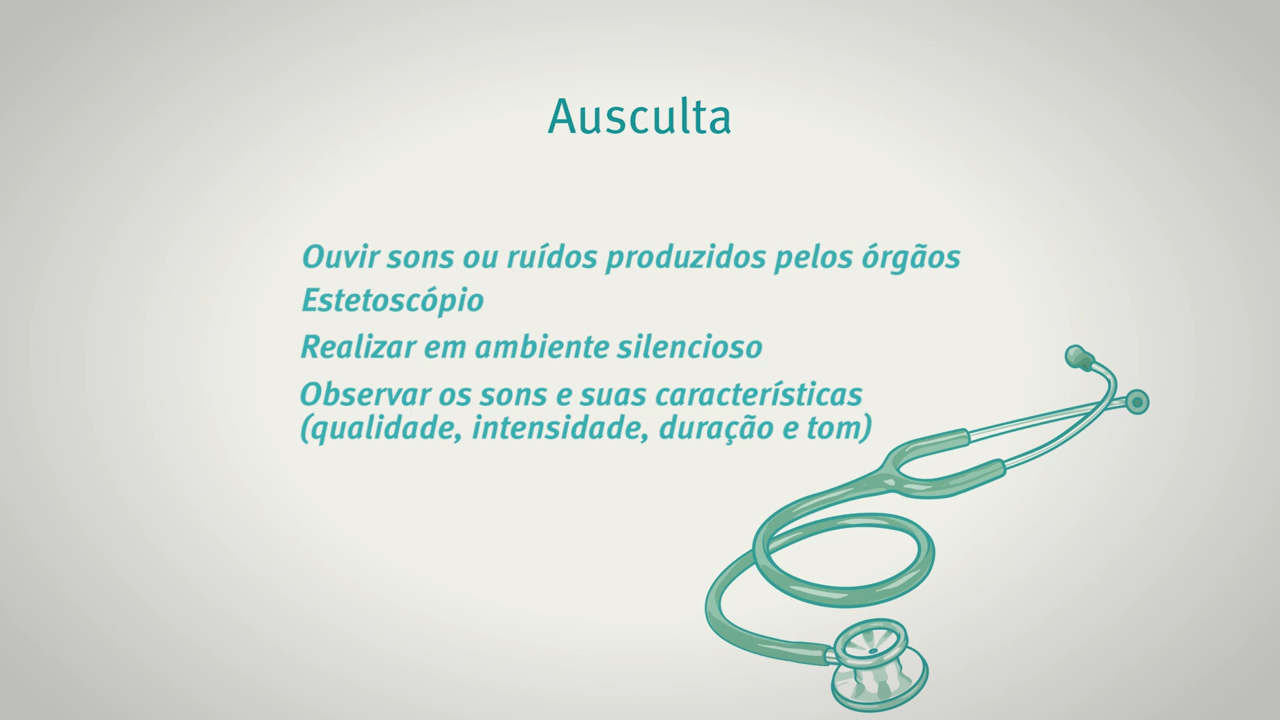 Ausculta
Ouvir sons ou ruídos produzidos pelos órgãos
Estetoscópio
Realizar em ambiente silencioso
Observar os sons e suas características
(qualidade, intensidade, duração e tom)